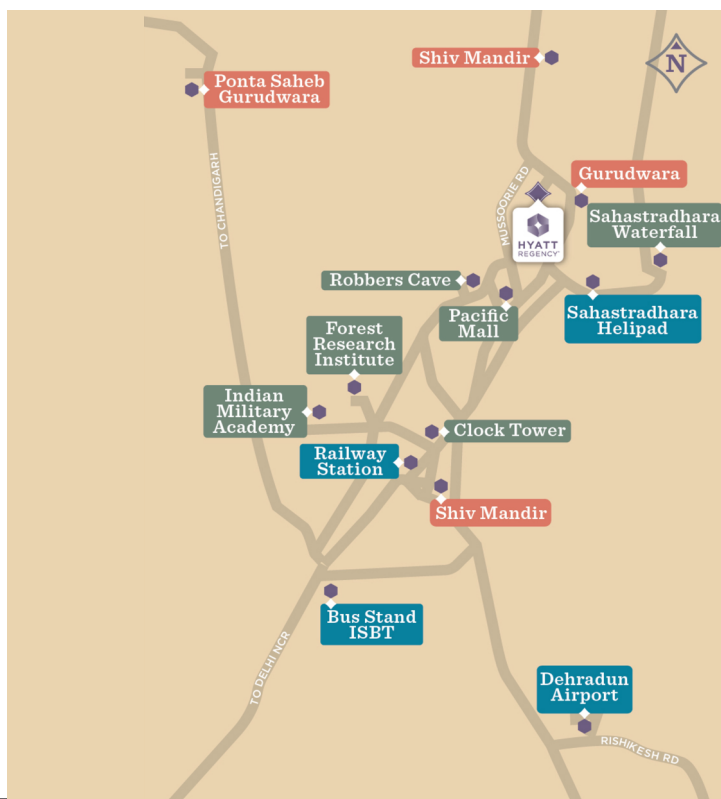 Shiv Mandir
N
Ponta Saheb
Gurudwara
TO CHANDIGARH
MUSSOORIE RD
Gurudwara
HYATT
REGENCY
Sahastradhara
Waterfall
Robbers Cave
Pacific
Mall
Sahastradhara
Helipad
Forest
Research
Institute
Indian
Military
Academy
Clock Tower
Railway
Station
Shiv Mandir
Bus Stand
ISBT
TO DELHI NCR
Dehradun
Airport
RISHIKESH RD